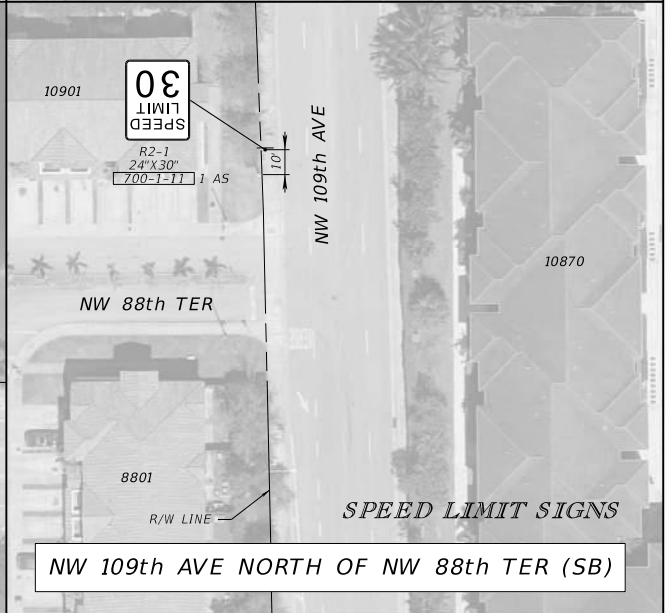 10901
SPEED
LIMIT
30
R2-1
24"X30"
700-1-11 1 AS
10'
NW 109th AVE
10870
NW 88th TER
8801
R/W LINE
SPEED LIMIT SIGNS
NW 109th AVE NORTH OF NW 88th TER (SB)